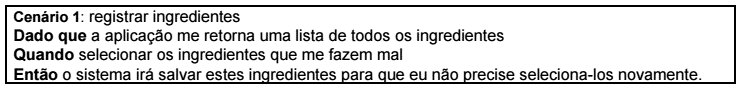 Cenário 1: registrar ingredientes
Dado que a aplicação me retorna uma lista de todos os ingredientes
Quando selecionar os ingredientes que me fazem mal
Então o sistema irá salvar estes ingredientes para que eu não precise seleciona-los novamente.